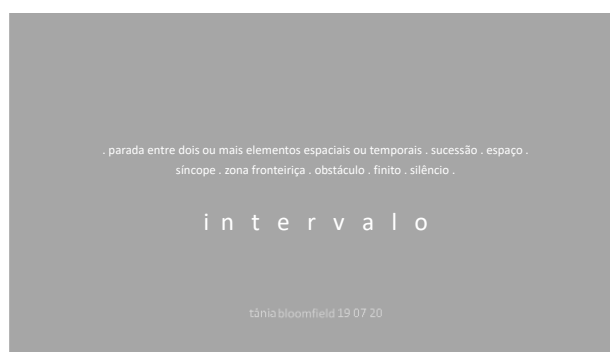 . parada entre dois ou mais elementos espaciais ou temporais . sucessão . espaço .
síncope . zona fronteiriça . obstáculo . finito . silêncio .
i n t e r v a l o
tânia bloomfield 19 07 20